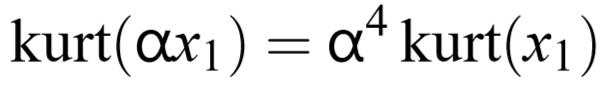 kurt(αx₁) = α⁴ kurt(x₁)